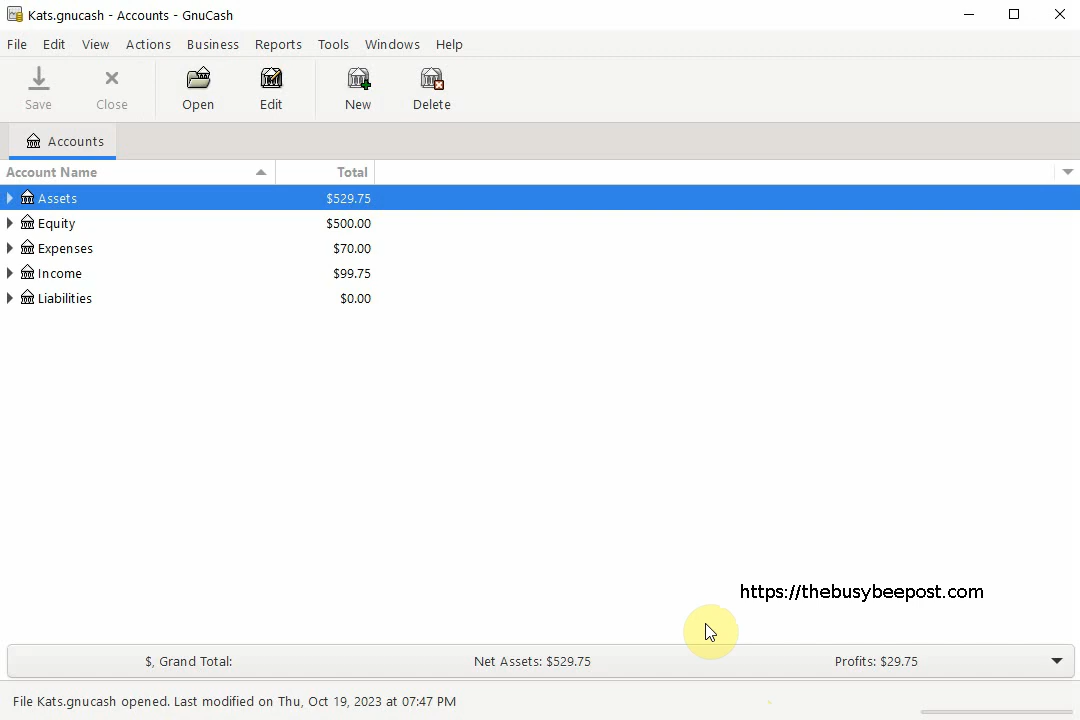 Kats.gnucash - Accounts - GnuCash
File Edit View Actions Business Reports Tools Windows Help
Save Close Open Edit New Delete
Accounts
Account Name Total
Assets $529.75
Equity $500.00
Expenses $70.00
Income $99.75
Liabilities $0.00
https://thebusybeepost.com
$, Grand Total: Net Assets: $529.75 Profits: $29.75
File Kats.gnucash opened. Last modified on Thu, Oct 19, 2023 at 07:47 PM